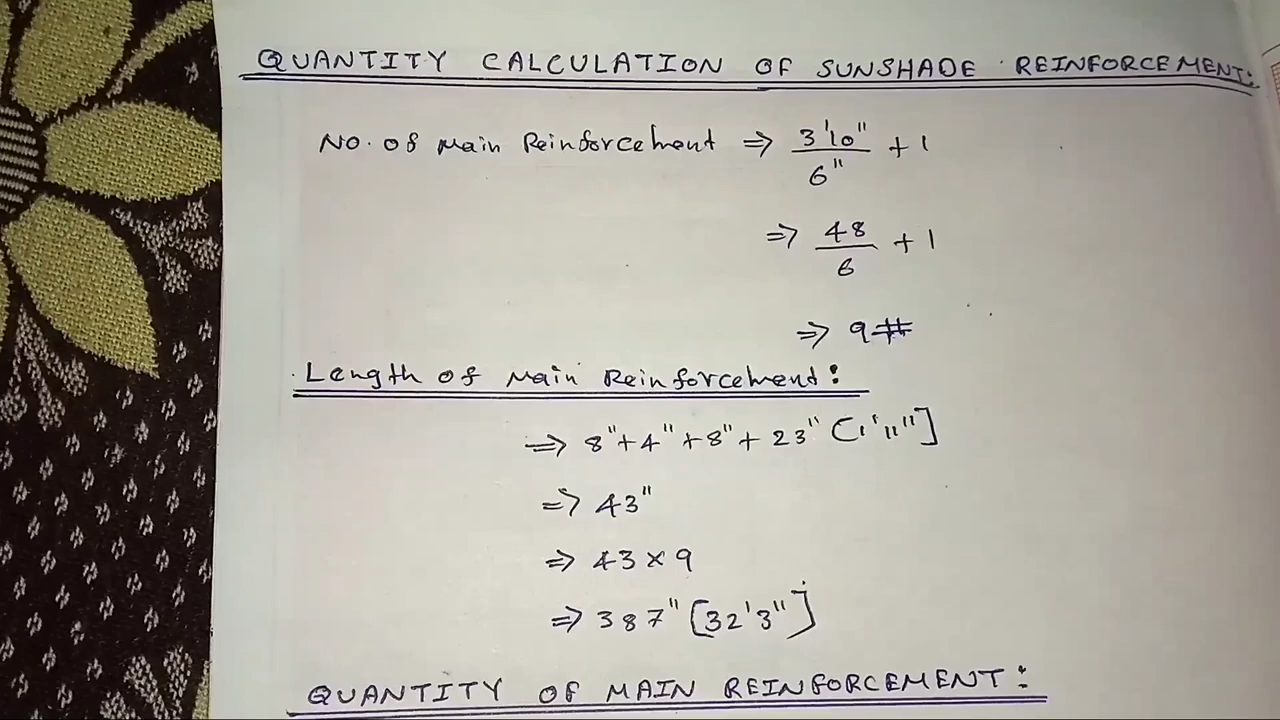 QUANTITY CALCULATION OF SUNSHADE REINFORCEMENT:
No. of Main Reinforcement => 3'10"/6" + 1
=> 48/6 + 1
=> 9#
Length of Main Reinforcement:
=> 8"+4"+8"+23" (1'11"]
=> 43"
=> 43×9
=> 387" [32'3"]
QUANTITY OF MAIN REINFORCEMENT: